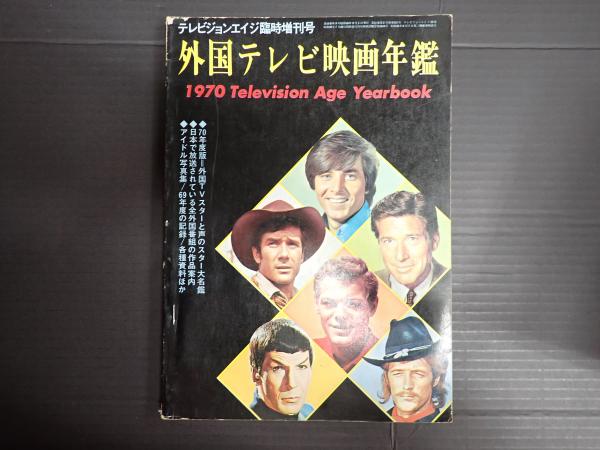 テレビジョンエイジ臨時増刊号
外国テレビ映画年鑑
1970 Television Age Yearbook
◆70年度版=外国TVスターと声のスター大名鑑
◆日本で放送されている全外国番組の作品案内
◆アイドル写真集/69年度の記録/各種資料ほか